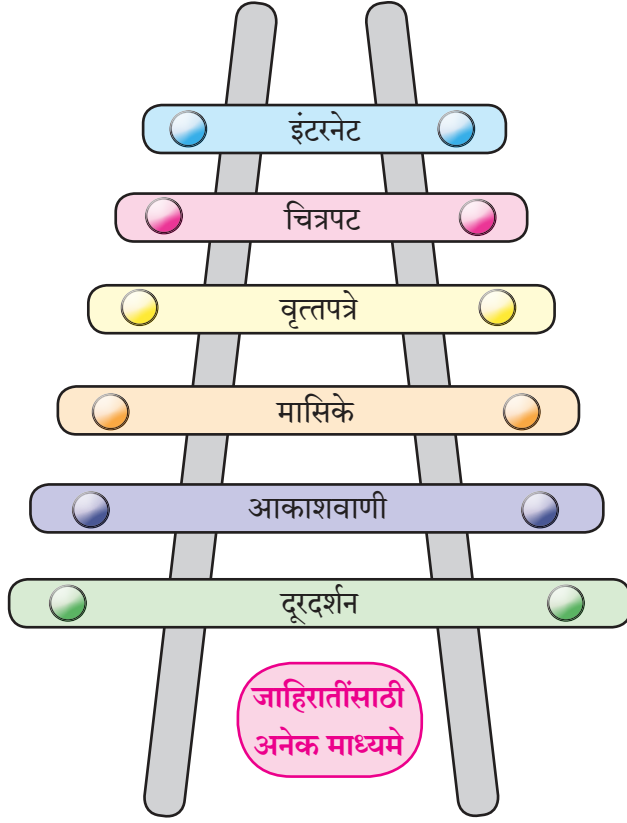 इंटरनेट
चित्रपट
वृत्तपत्रे
मासिके
आकाशवाणी
दूरदर्शन
जाहिरातींसाठी
अनेक माध्यमे